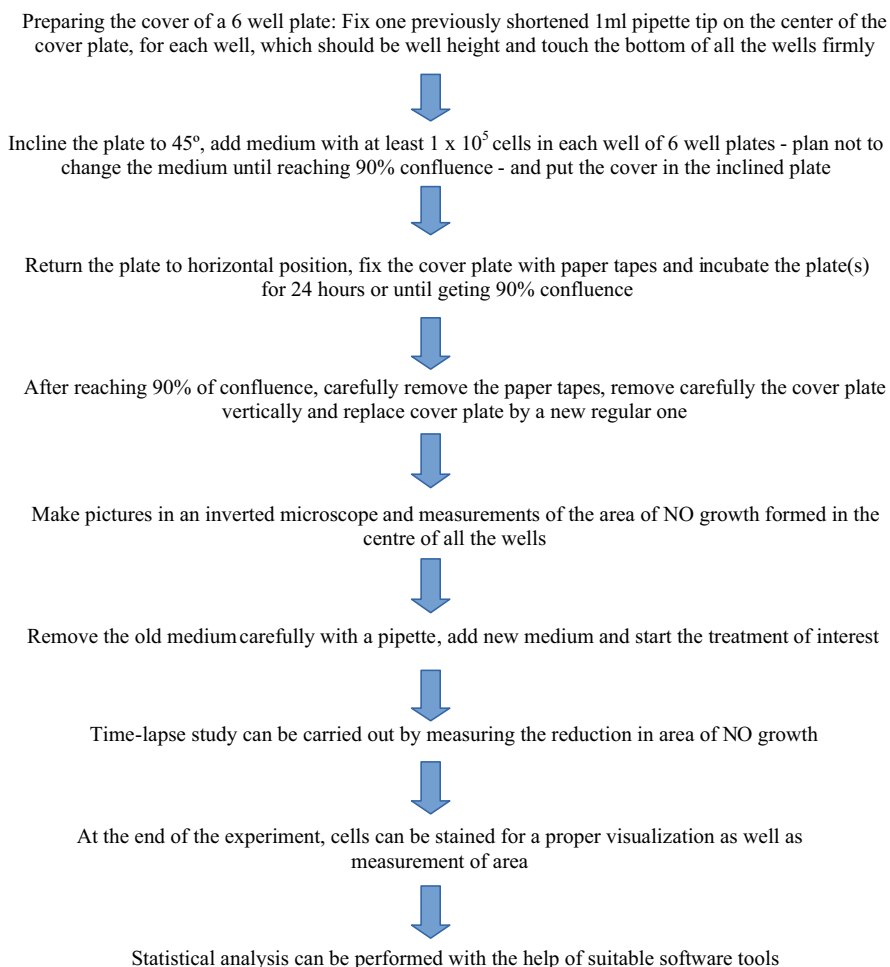 Preparing the cover of a 6 well plate: Fix one previously shortened 1ml pipette tip on the center of the
cover plate, for each well, which should be well height and touch the bottom of all the wells firmly
Incline the plate to 45º, add medium with at least 1 x 10⁵ cells in each well of 6 well plates - plan not to
change the medium until reaching 90% confluence - and put the cover in the inclined plate
Return the plate to horizontal position, fix the cover plate with paper tapes and incubate the plate(s)
for 24 hours or until geting 90% confluence
After reaching 90% of confluence, carefully remove the paper tapes, remove carefully the cover plate
vertically and replace cover plate by a new regular one
Make pictures in an inverted microscope and measurements of the area of NO growth formed in the
centre of all the wells
Remove the old medium carefully with a pipette, add new medium and start the treatment of interest
Time-lapse study can be carried out by measuring the reduction in area of NO growth
At the end of the experiment, cells can be stained for a proper visualization as well as
measurement of area
Statistical analysis can be performed with the help of suitable software tools